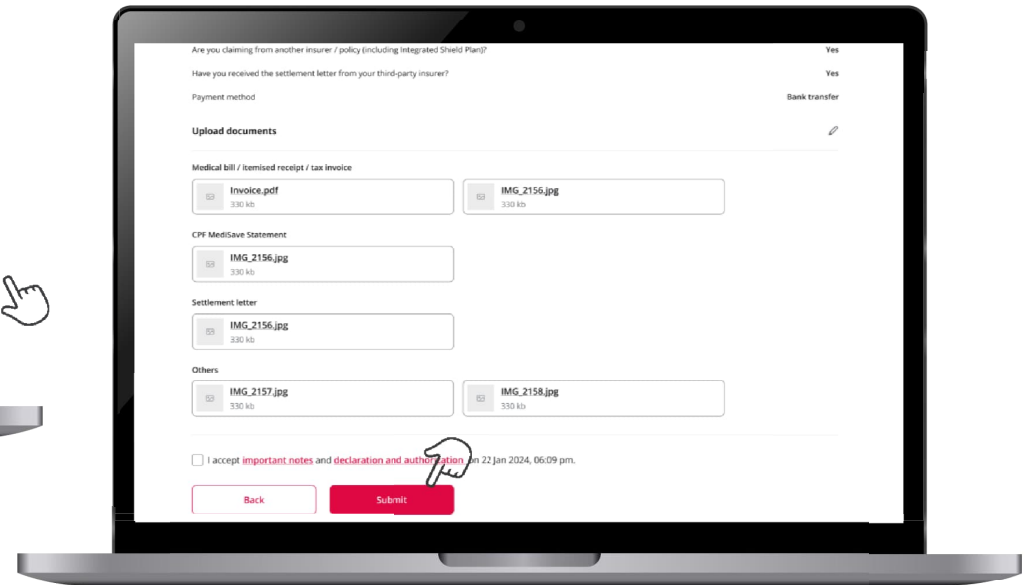 Are you claiming from another insurer / policy (including Integrated Shield Plan)? Yes
Have you received the settlement letter from your third-party insurer? Yes
Payment method Bank transfer
Upload documents
Medical bill / itemised receipt / tax invoice
Invoice.pdf
330 kb
IMG_2156.jpg
330 kb
CPF MediSave Statement
IMG_2156.jpg
330 kb
Settlement letter
IMG_2156.jpg
330 kb
Others
IMG_2157.jpg
330 kb
IMG_2158.jpg
330 kb
I accept important notes and declaration and authorization on 22 Jan 2024, 06:09 pm.
Back
Submit